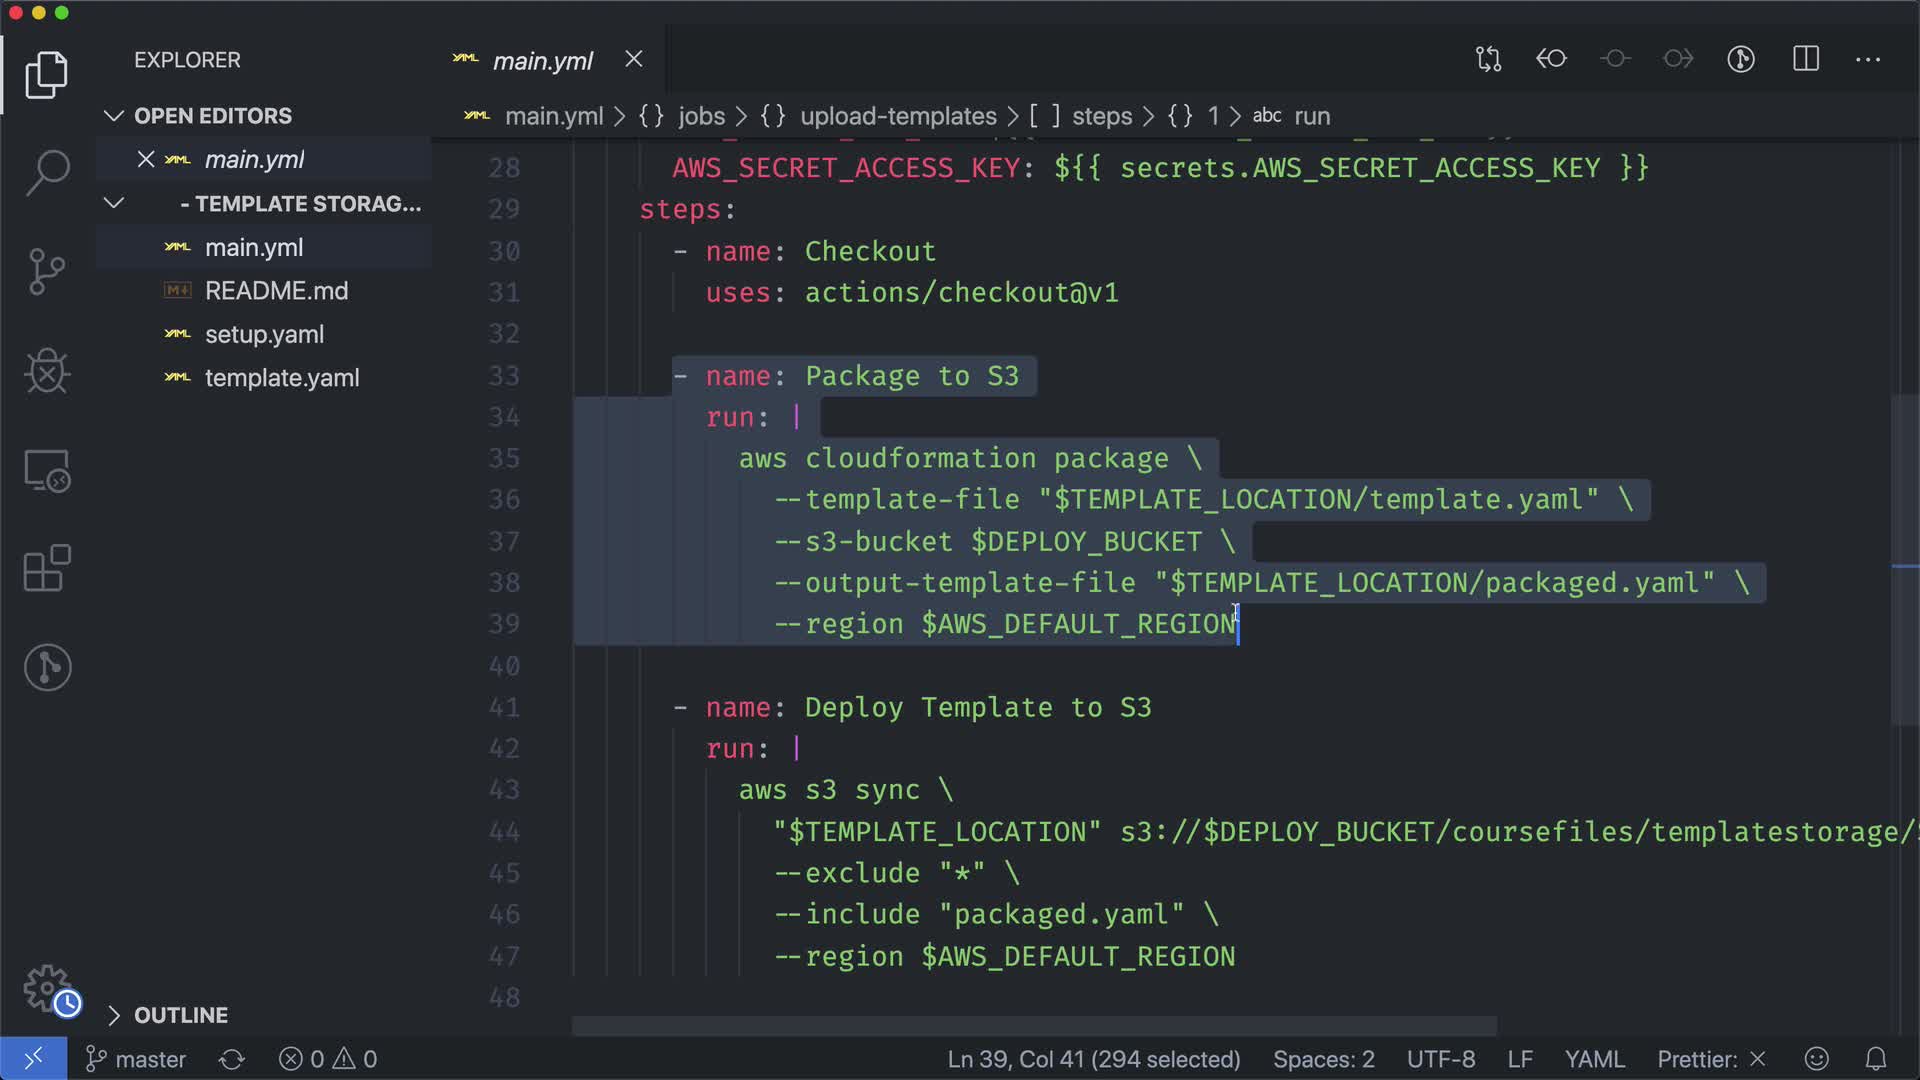 EXPLORER
OPEN EDITORS
main.yml
- TEMPLATE STORAG...
main.yml
README.md
setup.yaml
template.yaml
OUTLINE
main.yml
main.yml > {} jobs > {} upload-templates > [ ] steps > {} 1 > abc run
28 AWS_SECRET_ACCESS_KEY: ${{ secrets.AWS_SECRET_ACCESS_KEY }}
29 steps:
30 - name: Checkout
31 uses: actions/checkout@v1
32
33 - name: Package to S3
34 run: |
35 aws cloudformation package \
36 --template-file "$TEMPLATE_LOCATION/template.yaml" \
37 --s3-bucket $DEPLOY_BUCKET \
38 --output-template-file "$TEMPLATE_LOCATION/packaged.yaml" \
39 --region $AWS_DEFAULT_REGION
40
41 - name: Deploy Template to S3
42 run: |
43 aws s3 sync \
44 "$TEMPLATE_LOCATION" s3://$DEPLOY_BUCKET/coursefiles/templatestorage/
45 --exclude "*" \
46 --include "packaged.yaml" \
47 --region $AWS_DEFAULT_REGION
48
master 0 0 Ln 39, Col 41 (294 selected) Spaces: 2 UTF-8 LF YAML Prettier: ×